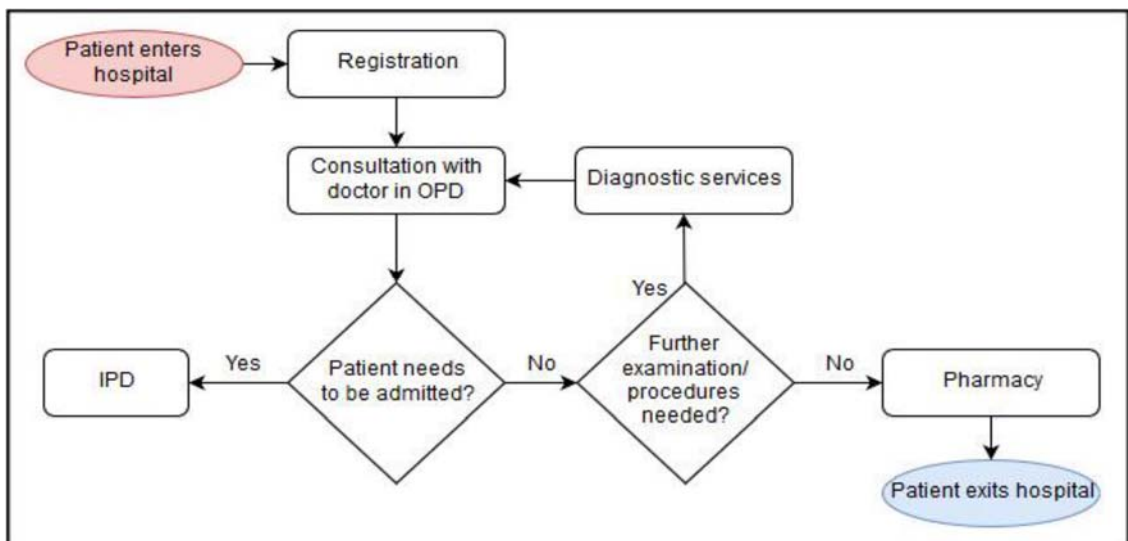 Patient enters
hospital
Registration
Consultation with
doctor in OPD
Diagnostic services
Yes
Patient needs
to be admitted?
Yes
IPD
No
Further
examination/
procedures
needed?
No
Pharmacy
Patient exits hospital